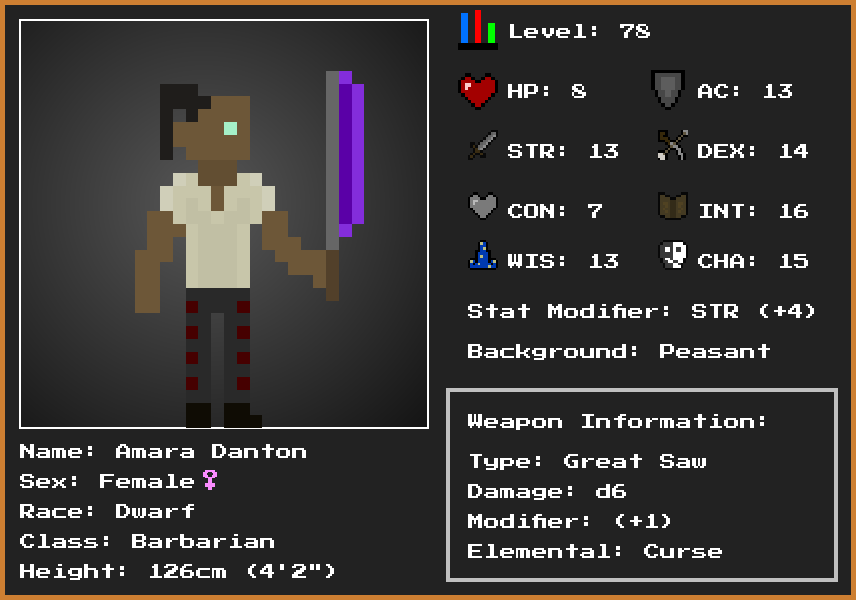 Level: 78
HP: 8
AC: 13
STR: 13
DEX: 14
CON: 7
INT: 16
WIS: 13
CHA: 15
Stat Modifier: STR (+4)
Background: Peasant
Weapon Information:
Type: Great Saw
Damage: d6
Modifier: (+1)
Elemental: Curse
Name: Amara Danton
Sex: Female♀
Race: Dwarf
Class: Barbarian
Height: 126cm (4'2")